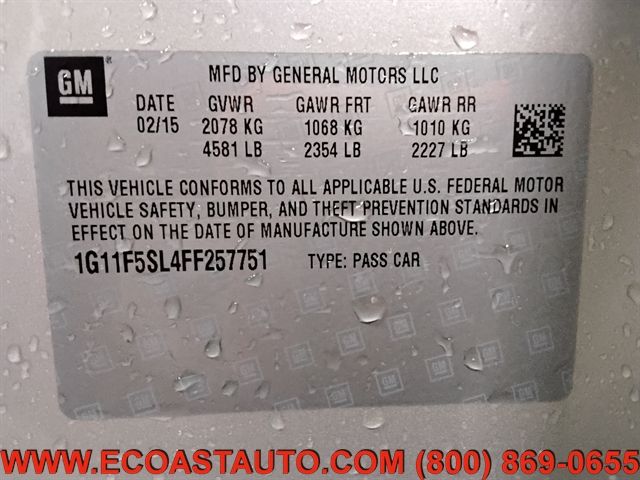 GM
MFD BY GENERAL MOTORS LLC
DATE GVWR GAWR FRT GAWR RR
02/15 2078 KG 1068 KG 1010 KG
4581 LB 2354 LB 2227 LB
THIS VEHICLE CONFORMS TO ALL APPLICABLE U.S. FEDERAL MOTOR
VEHICLE SAFETY, BUMPER, AND THEFT PREVENTION STANDARDS IN
EFFECT ON THE DATE OF MANUFACTURE SHOWN ABOVE.
1G11F5SL4FF257751 TYPE: PASS CAR
WWW.ECOASTAUTO.COM (800) 869-0655